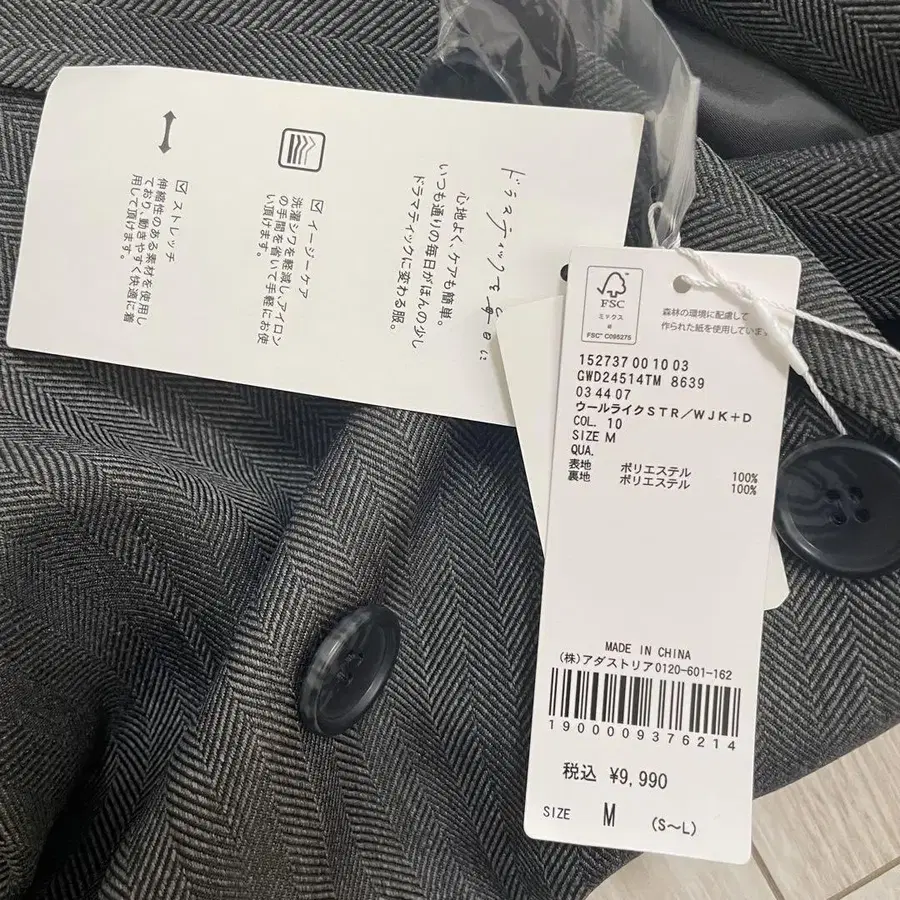 ドラマティックを毎日に
心地よく、ケアも簡単。
いつも通りの毎日がほんの少し
ドラマティックに変わる服。
イージーケア
洗濯シワを軽減し、アイロン
の手間を省いて手軽にお使
い頂けます。
ストレッチ
伸縮性のある素材を使用し
ており、動きやすく快適に着
用して頂けます。
FSC
ミックス
紙
FSC™ C095275
森林の環境に配慮して
作られた紙を使用しています
152737 00 10 03
GWD24514TM 8639
03 44 07
ウールライクSTR／WJK＋D
COL. 10
SIZE M
QUA.
表地 ポリエステル 100%
裏地 ポリエステル 100%
MADE IN CHINA
(株)アダストリア0120-601-162
1900009376214
税込 ¥9,990
SIZE M (S〜L)